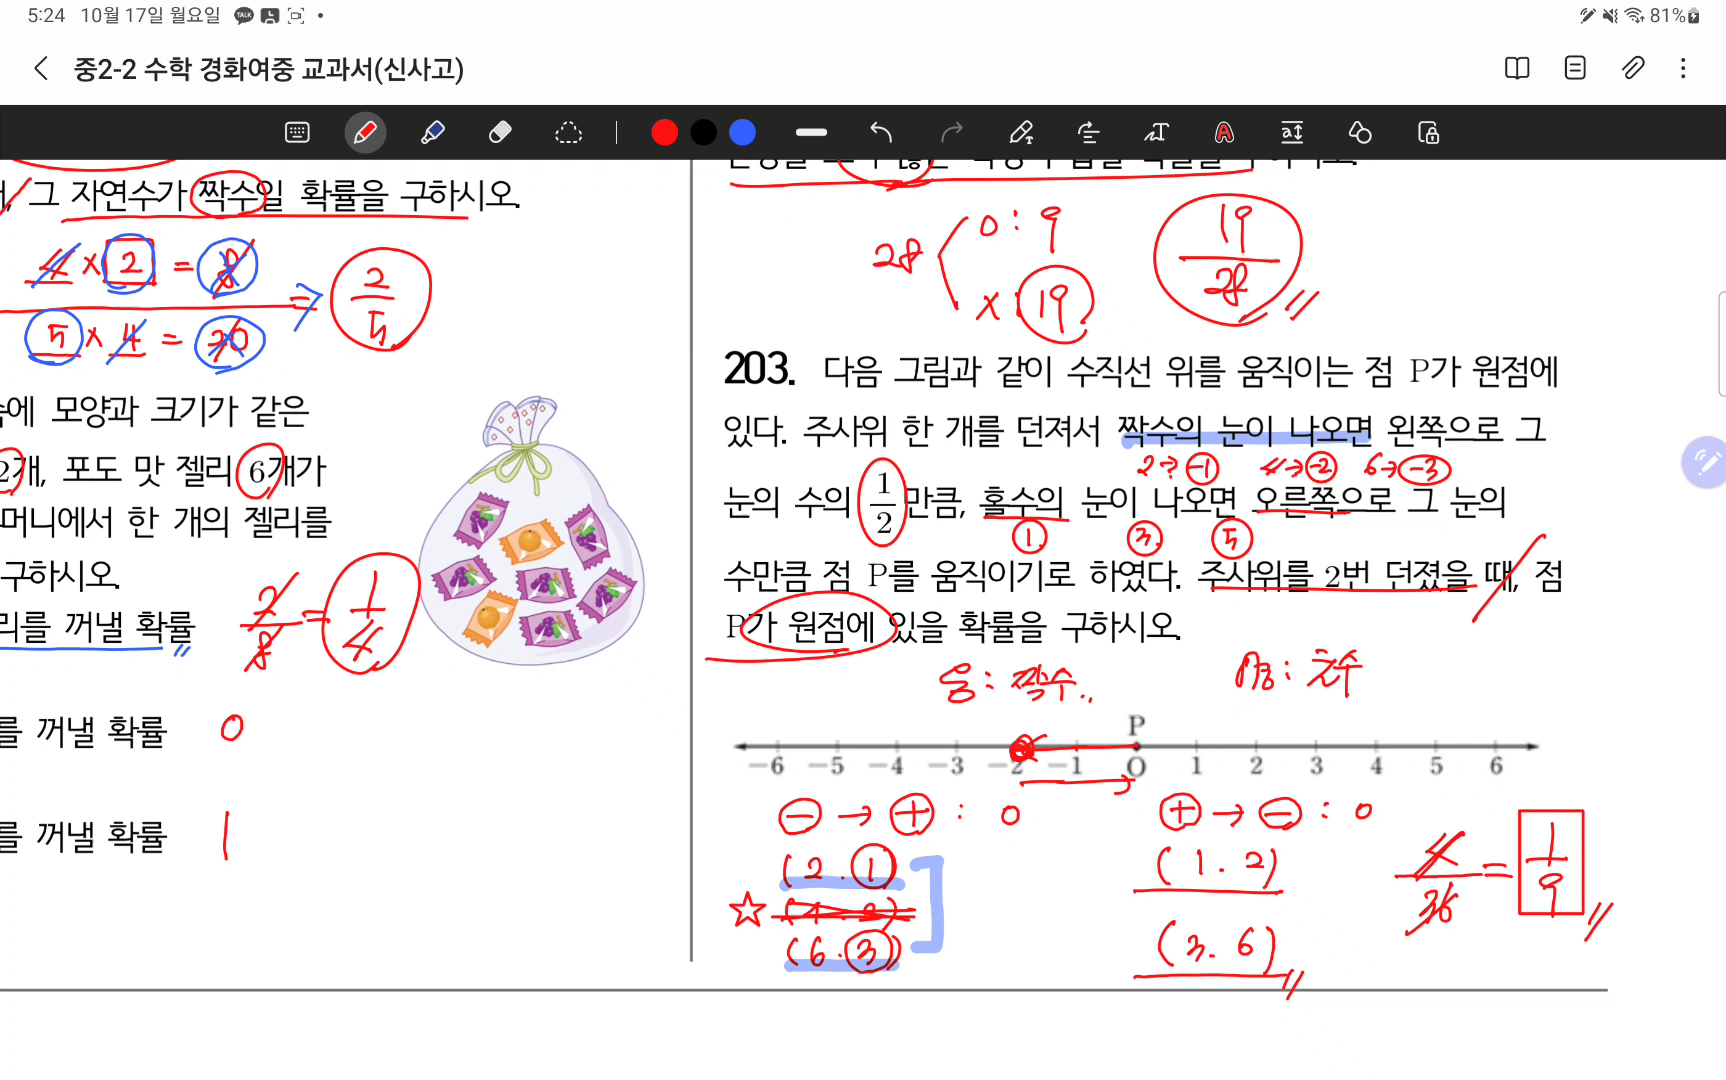 5:24 10월 17일 월요일 TALK 81%
중2-2 수학 경화여중 교과서(신사고)
그 자연수가 짝수일 확률을 구하시오.
4 × 2 = 8
5 × 4 = 20
⇒ 2/5
에 모양과 크기가 같은
2개, 포도 맛 젤리 6개가
머니에서 한 개의 젤리를
구하시오.
리를 꺼낼 확률 2/8 = 1/4
를 꺼낼 확률 0
를 꺼낼 확률 1
28 0 : 9
× 19
19/28
203. 다음 그림과 같이 수직선 위를 움직이는 점 P가 원점에
있다. 주사위 한 개를 던져서 짝수의 눈이 나오면 왼쪽으로 그
2→-1 4→-2 6→-3
눈의 수의 1/2만큼, 홀수의 눈이 나오면 오른쪽으로 그 눈의
1 3 5
수만큼 점 P를 움직이기로 하였다. 주사위를 2번 던졌을 때, 점
P가 원점에 있을 확률을 구하시오.
음: 짝수
P
-6 -5 -4 -3 -2 -1 O 1 2 3 4 5 6
- → + : 0
+ → - : 0
(2. 1)
(6. 3)
(1. 2)
(3. 6)
4/36 = 1/9